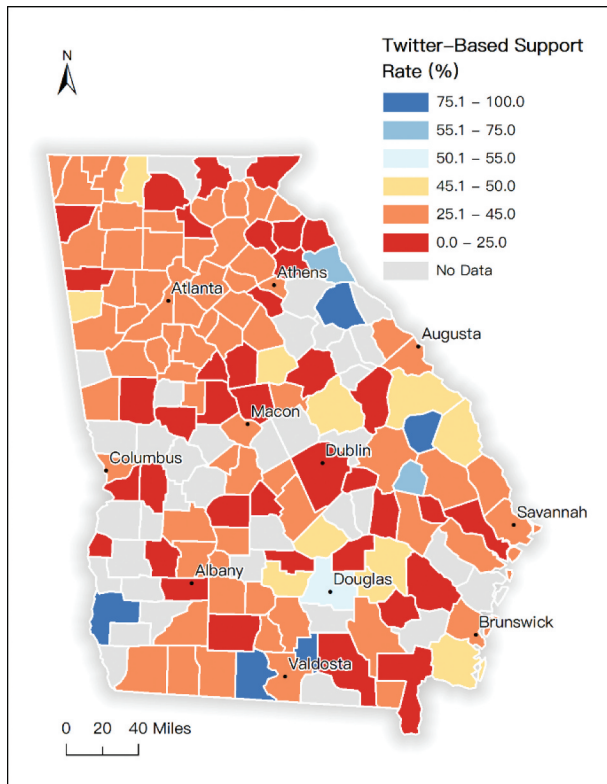 N
Twitter-Based Support
Rate (%)
75.1 - 100.0
55.1 - 75.0
50.1 - 55.0
45.1 - 50.0
25.1 - 45.0
0.0 - 25.0
No Data
Athens
Atlanta
Augusta
Macon
Columbus
Dublin
Savannah
Albany
Douglas
Brunswick
Valdosta
0 20 40 Miles